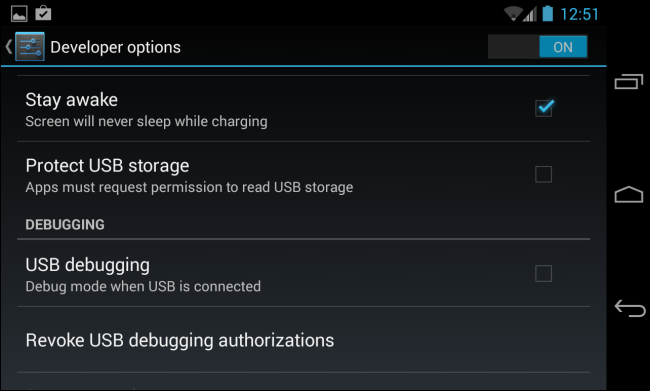 12:51
Developer options
ON
Stay awake
Screen will never sleep while charging
Protect USB storage
Apps must request permission to read USB storage
DEBUGGING
USB debugging
Debug mode when USB is connected
Revoke USB debugging authorizations